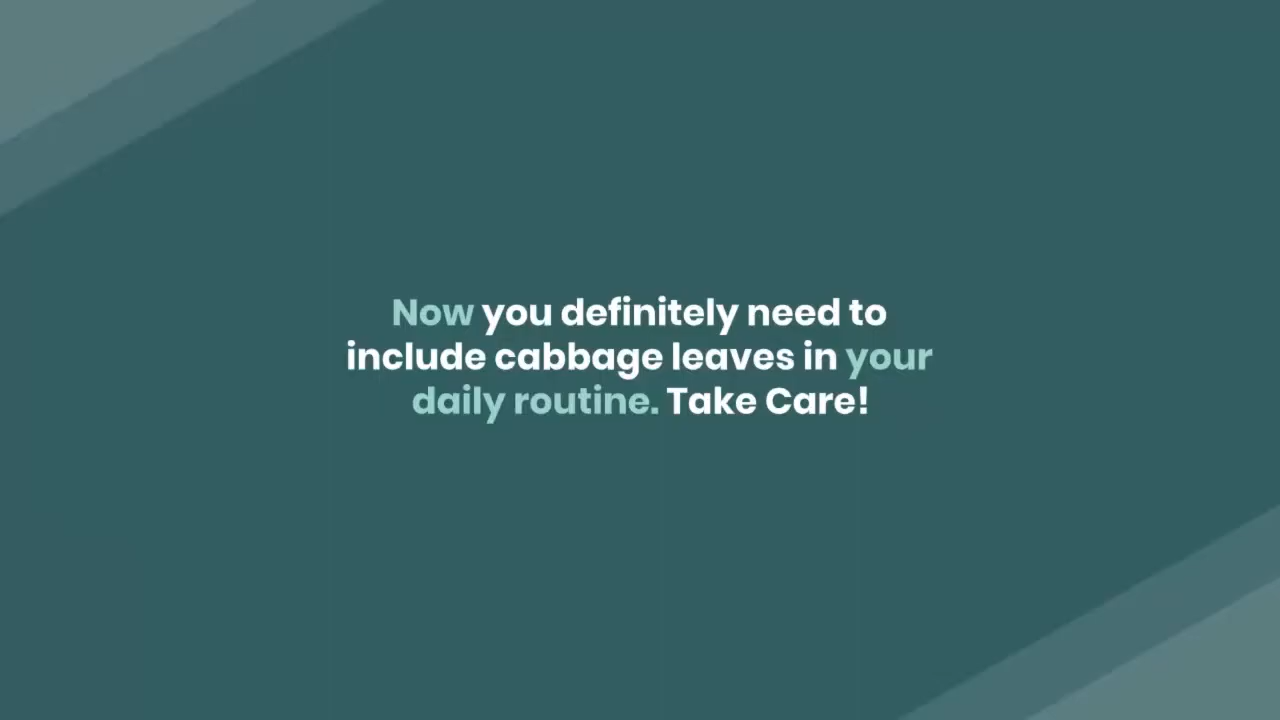 Now you definitely need to
include cabbage leaves in your
daily routine. Take Care!